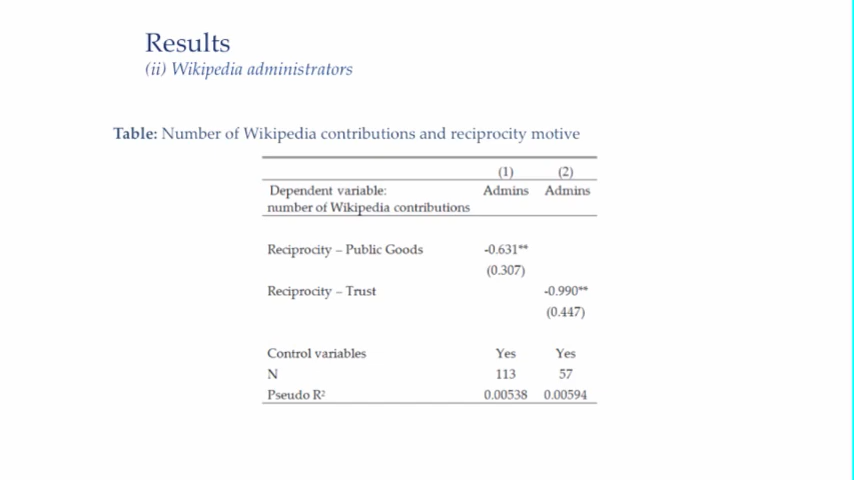 Results
(ii) Wikipedia administrators
Table: Number of Wikipedia contributions and reciprocity motive
(1) (2)
Dependent variable: Admins Admins
number of Wikipedia contributions
Reciprocity – Public Goods -0.631**
(0.307)
Reciprocity – Trust -0.990**
(0.447)
Control variables Yes Yes
N 113 57
Pseudo R² 0.00538 0.00594